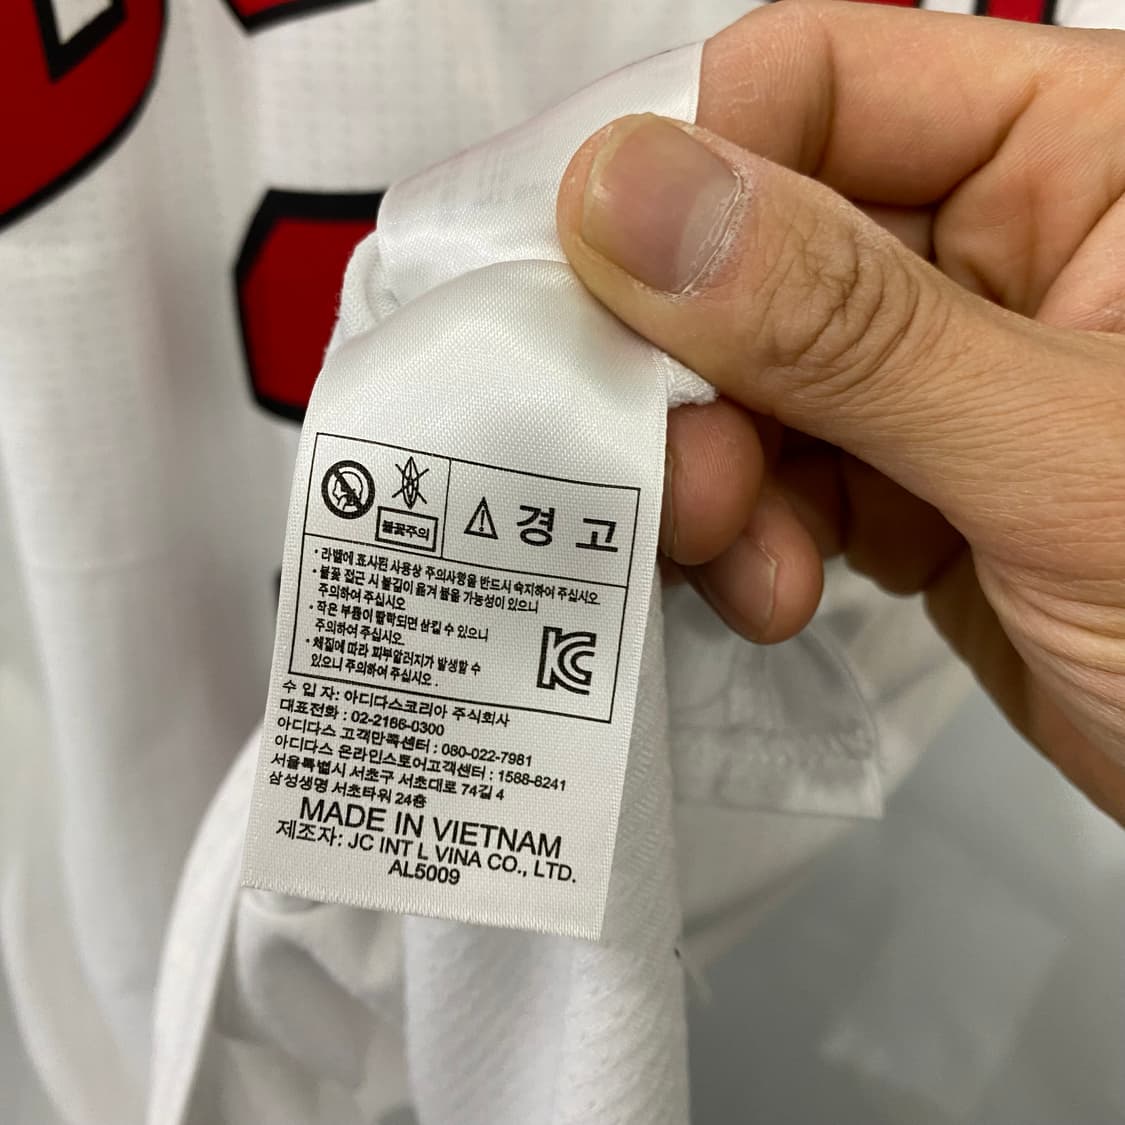 불꽃주의
⚠ 경 고
· 라벨에 표시된 사용상 주의사항을 반드시 숙지하여 주십시오.
· 불꽃 접근 시 불길이 옮겨 붙을 가능성이 있으니
주의하여 주십시오
· 작은 부품이 탈락되면 삼킬 수 있으니
주의하여 주십시오.
· 체질에 따라 피부알러지가 발생할 수
있으니 주의하여 주십시오 .
KC
수 입 자: 아디다스코리아 주식회사
대표전화 : 02-2186-0300
아디다스 고객만족센터 : 080-022-7981
아디다스 온라인스토어고객센터 : 1588-8241
서울특별시 서초구 서초대로 74길 4
삼성생명 서초타워 24층
MADE IN VIETNAM
제조자: JC INT L VINA CO., LTD.
AL5009